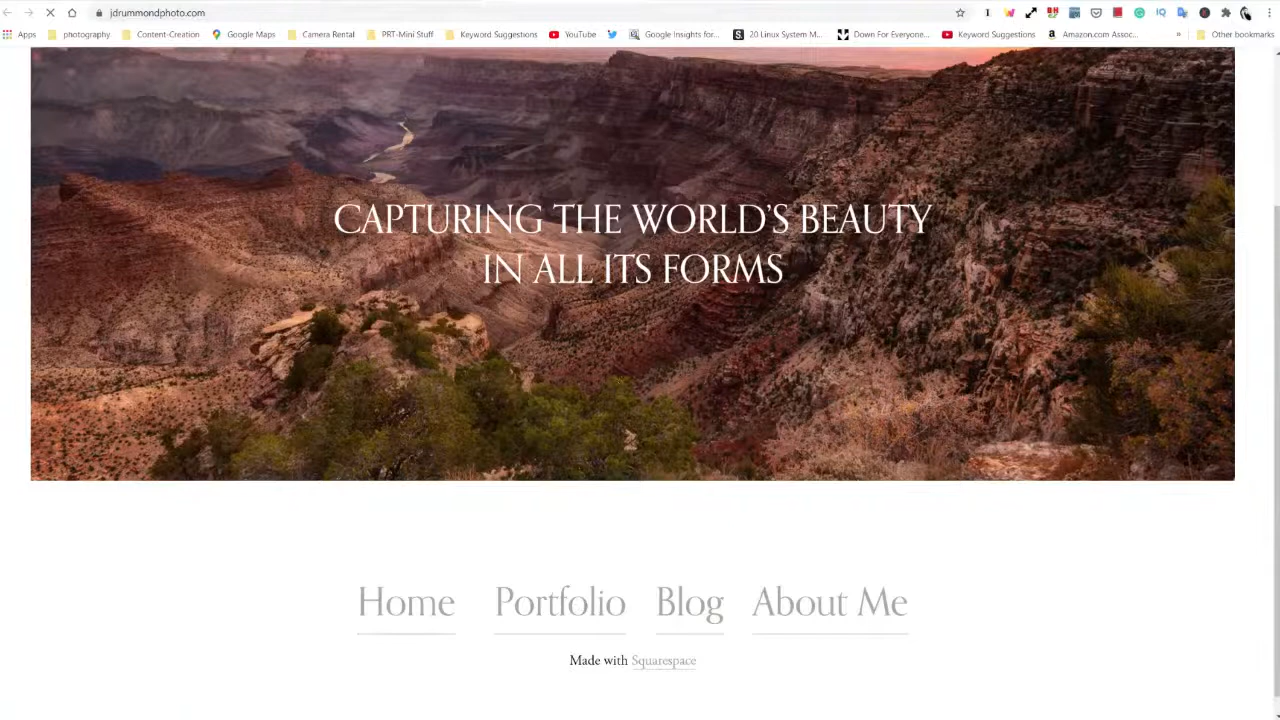 jdrummondphoto.com
Apps photography Content-Creation Google Maps Camera Rental PRT-Mini Stuff Keyword Suggestions YouTube Google Insights for... 20 Linux System M... Down For Everyone... Keyword Suggestions Amazon.com Assoc... » Other bookmarks
CAPTURING THE WORLD'S BEAUTY
IN ALL ITS FORMS
Home Portfolio Blog About Me
Made with Squarespace